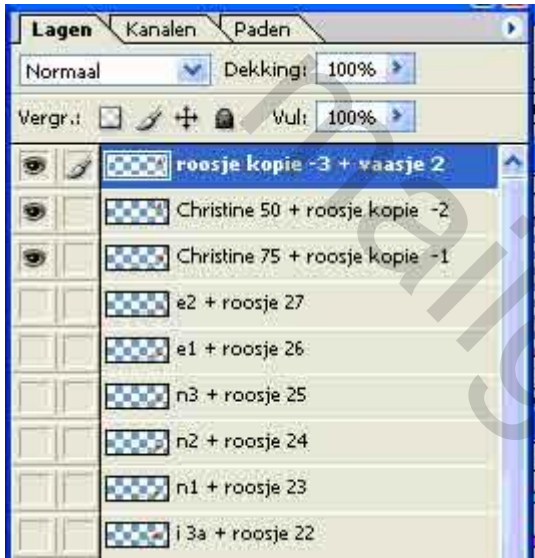 Lagen Kanalen Paden
Normaal Dekking: 100%
Vergr.: Vul: 100%
roosje kopie -3 + vaasje 2
Christine 50 + roosje kopie -2
Christine 75 + roosje kopie -1
e2 + roosje 27
e1 + roosje 26
n3 + roosje 25
n2 + roosje 24
n1 + roosje 23
i 3a + roosje 22